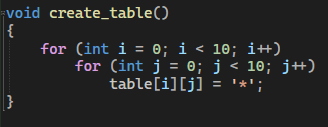 void create_table()
{
    for (int i = 0; i < 10; i++)
        for (int j = 0; j < 10; j++)
            table[i][j] = '*';
}